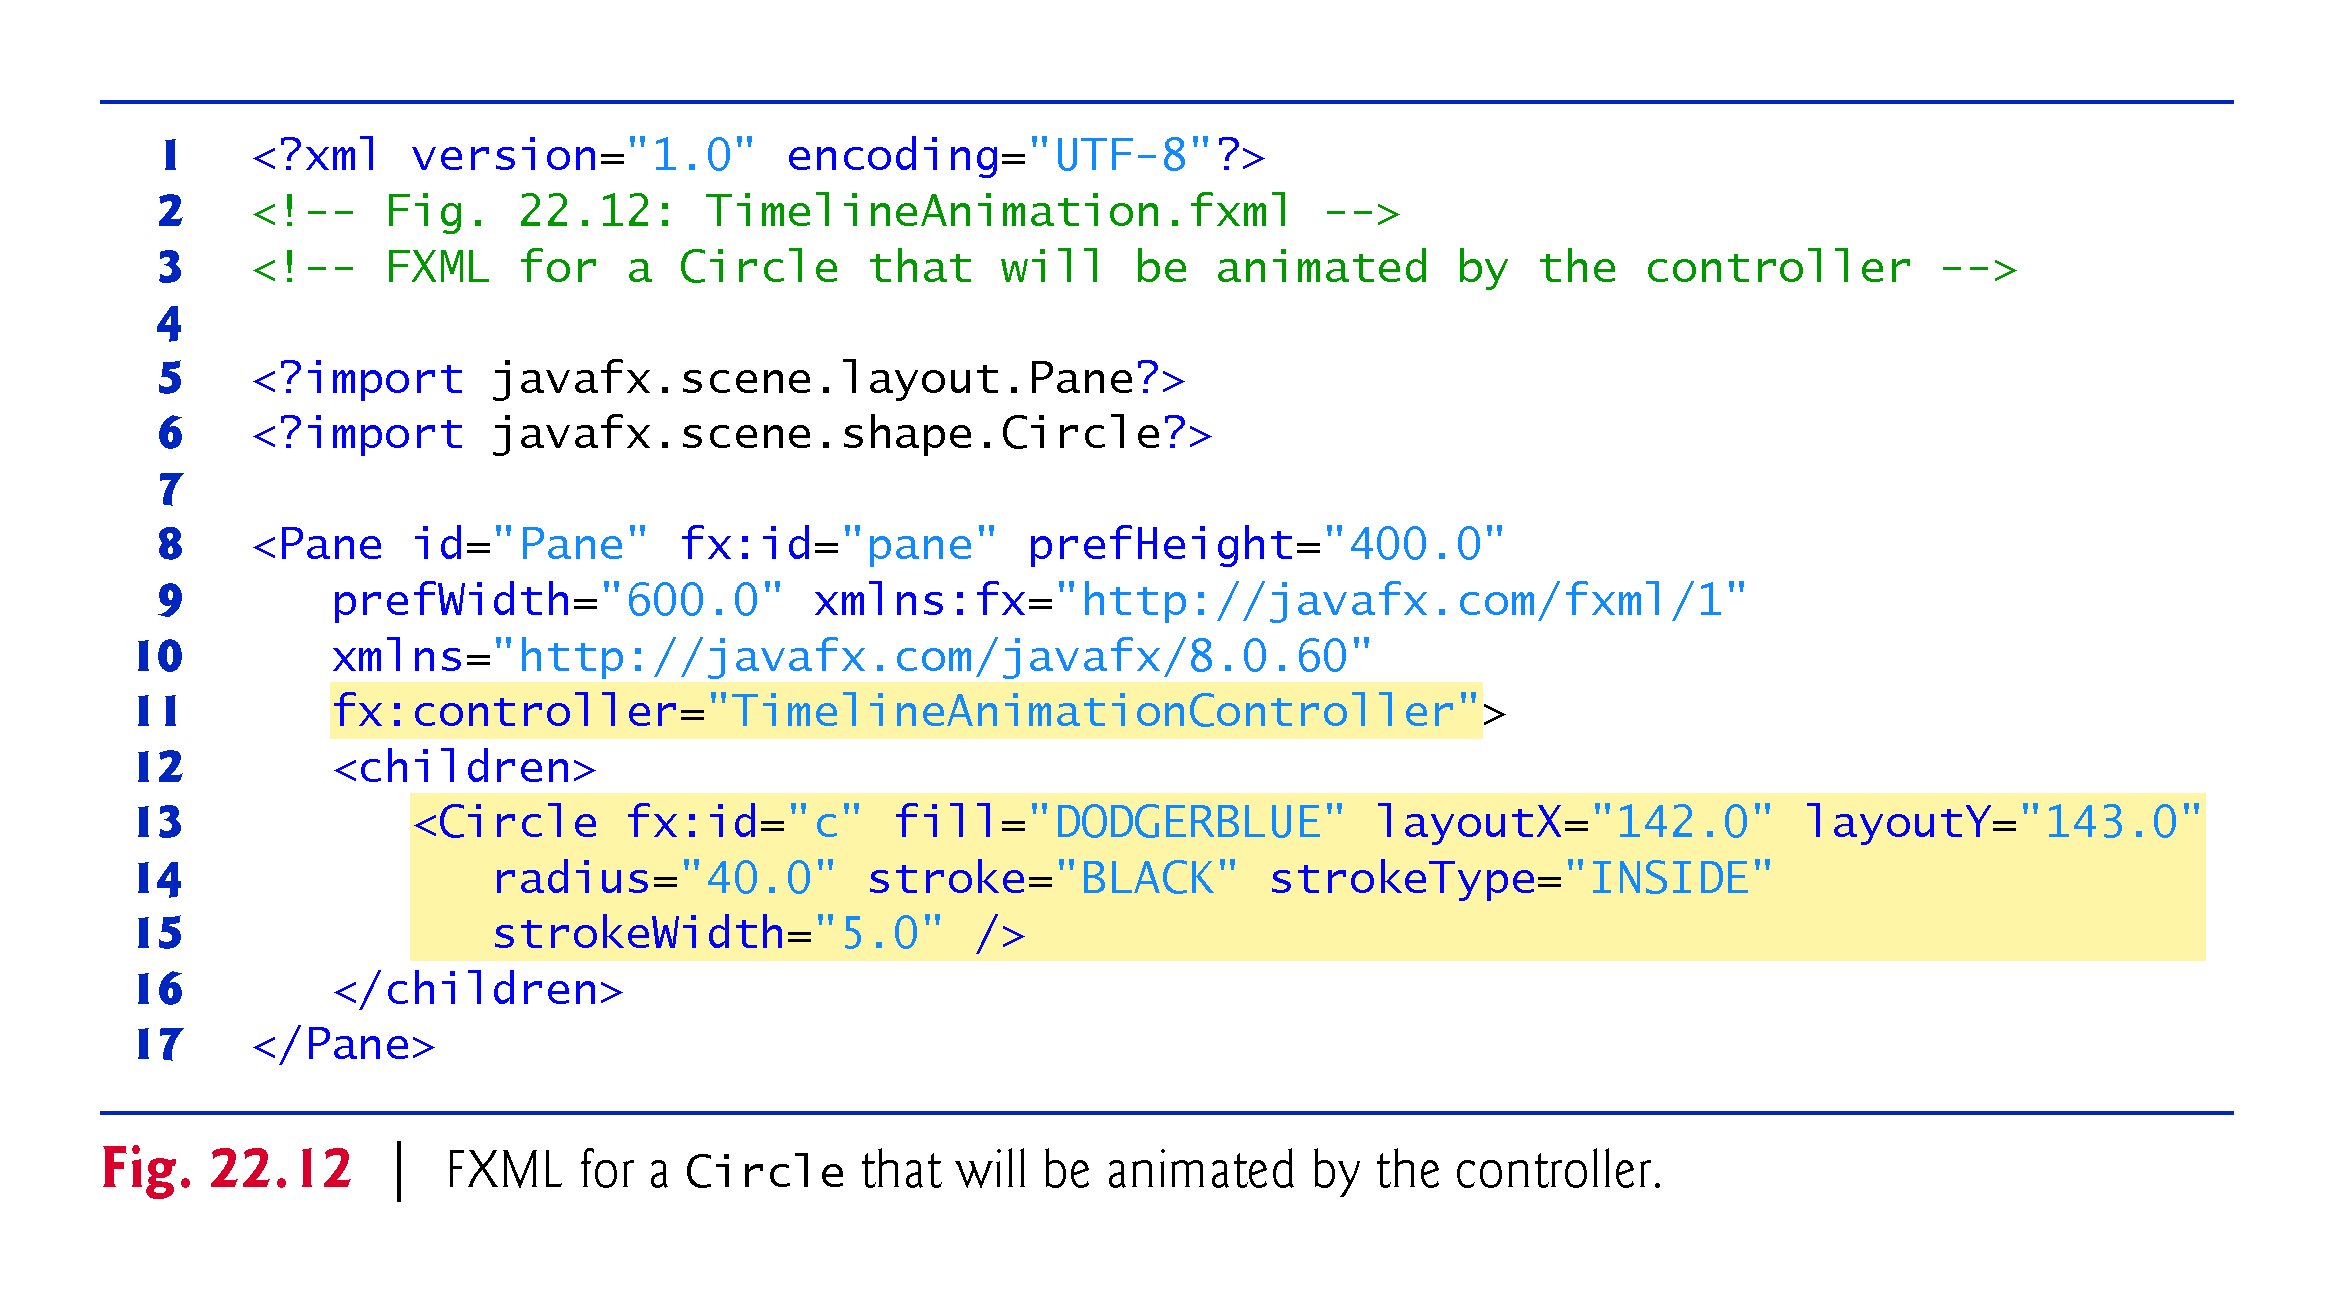 1 <?xml version="1.0" encoding="UTF-8"?>
2 <!-- Fig. 22.12: TimelineAnimation.fxml -->
3 <!-- FXML for a Circle that will be animated by the controller -->
4
5 <?import javafx.scene.layout.Pane?>
6 <?import javafx.scene.shape.Circle?>
7
8 <Pane id="Pane" fx:id="pane" prefHeight="400.0"
9    prefWidth="600.0" xmlns:fx="http://javafx.com/fxml/1"
10    xmlns="http://javafx.com/javafx/8.0.60"
11    fx:controller="TimelineAnimationController">
12    <children>
13       <Circle fx:id="c" fill="DODGERBLUE" layoutX="142.0" layoutY="143.0"
14          radius="40.0" stroke="BLACK" strokeType="INSIDE"
15          strokeWidth="5.0" />
16    </children>
17 </Pane>
Fig. 22.12 | FXML for a Circle that will be animated by the controller.